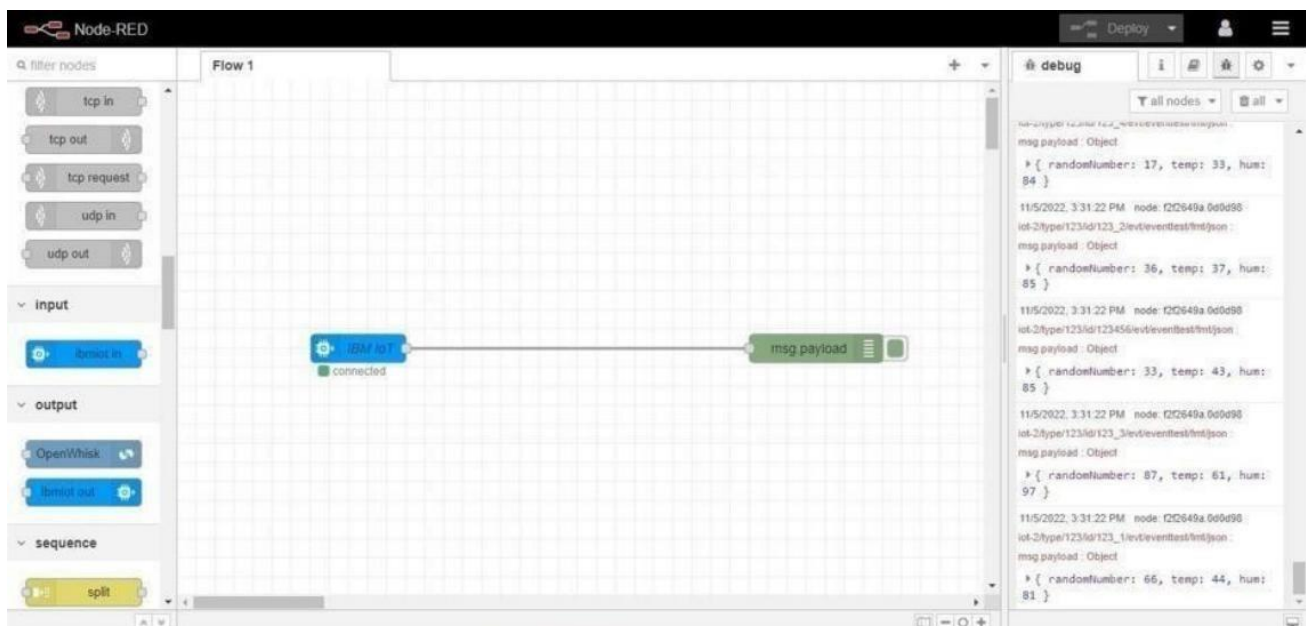 Node-RED
Deploy
filter nodes
tcp in
tcp out
tcp request
udp in
udp out
input
ibmiot in
output
OpenWhisk
ibmiot out
sequence
split
Flow 1
IBM IoT
connected
msg.payload
debug
i
all nodes
all
msg.payload : Object
{ randomNumber: 17, temp: 33, hum:
84 }
11/5/2022, 3:31:22 PM node: f2f2649a.0d0d98
iot-2/type/123/id/123_2/evt/eventtest/fmt/json :
msg.payload : Object
{ randomNumber: 36, temp: 37, hum:
85 }
11/5/2022, 3:31:22 PM node: f2f2649a.0d0d98
iot-2/type/123/id/123456/evt/eventtest/fmt/json :
msg.payload : Object
{ randomNumber: 33, temp: 43, hum:
85 }
11/5/2022, 3:31:22 PM node: f2f2649a.0d0d98
iot-2/type/123/id/123_3/evt/eventtest/fmt/json :
msg.payload : Object
{ randomNumber: 87, temp: 61, hum:
97 }
11/5/2022, 3:31:22 PM node: f2f2649a.0d0d98
iot-2/type/123/id/123_1/evt/eventtest/fmt/json :
msg.payload : Object
{ randomNumber: 66, temp: 44, hum:
81 }